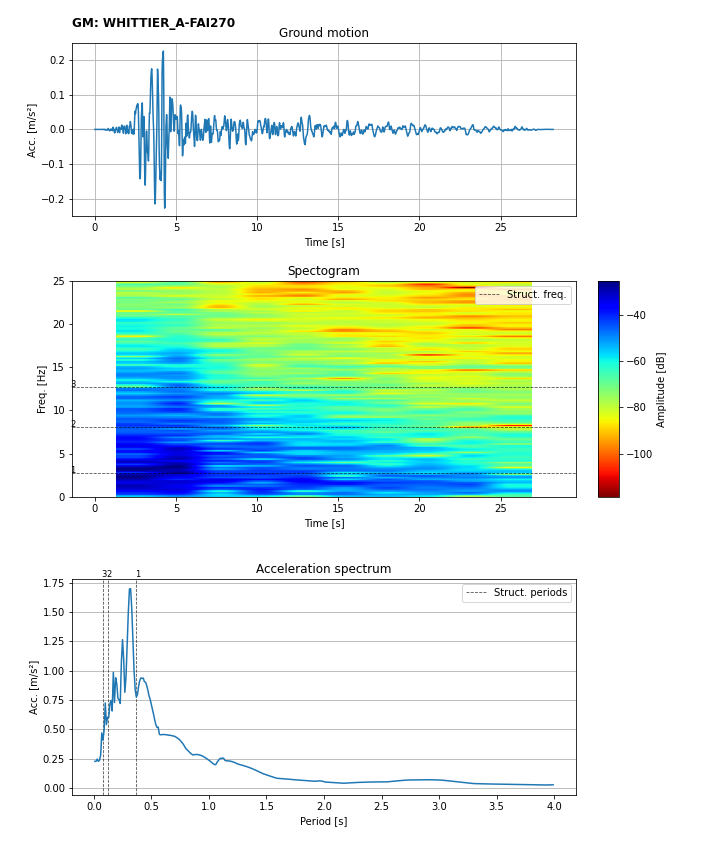 GM: WHITTIER_A-FAI270
Ground motion
Acc. [m/s²]
0.2
0.1
0.0
−0.1
−0.2
0 5 10 15 20 25
Time [s]
Spectogram
Freq. [Hz]
25
20
15
10
5
0
3
2
1
Struct. freq.
0 5 10 15 20 25
Time [s]
−40
−60
−80
−100
Amplitude [dB]
Acceleration spectrum
3 2 1
Acc. [m/s²]
1.75
1.50
1.25
1.00
0.75
0.50
0.25
0.00
Struct. periods
0.0 0.5 1.0 1.5 2.0 2.5 3.0 3.5 4.0
Period [s]